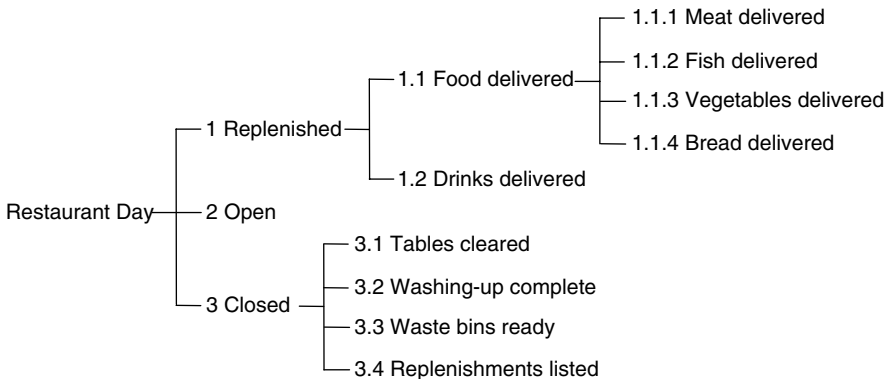 Restaurant Day
1 Replenished
1.1 Food delivered
1.1.1 Meat delivered
1.1.2 Fish delivered
1.1.3 Vegetables delivered
1.1.4 Bread delivered
1.2 Drinks delivered
2 Open
3 Closed
3.1 Tables cleared
3.2 Washing-up complete
3.3 Waste bins ready
3.4 Replenishments listed